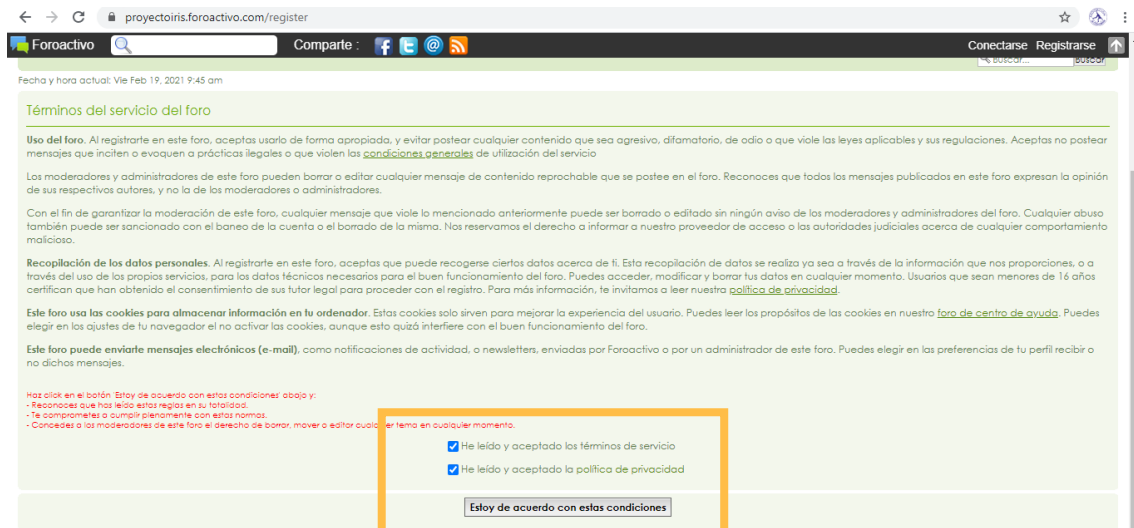 proyectoiris.foroactivo.com/register
Foroactivo
Comparte :
Conectarse Registrarse
Buscar... Buscar
Fecha y hora actual: Vie Feb 19, 2021 9:45 am
Términos del servicio del foro
Uso del foro. Al registrarte en este foro, aceptas usarlo de forma apropiada, y evitar postear cualquier contenido que sea agresivo, difamatorio, de odio o que viole las leyes aplicables y sus regulaciones. Aceptas no postear
mensajes que inciten o evoquen a prácticas ilegales o que violen las condiciones generales de utilización del servicio
Los moderadores y administradores de este foro pueden borrar o editar cualquier mensaje de contenido reprochable que se postee en el foro. Reconoces que todos los mensajes publicados en este foro expresan la opinión
de sus respectivos autores, y no la de los moderadores o administradores.
Con el fin de garantizar la moderación de este foro, cualquier mensaje que viole lo mencionado anteriormente puede ser borrado o editado sin ningún aviso de los moderadores y administradores del foro. Cualquier abuso
también puede ser sancionado con el baneo de la cuenta o el borrado de la misma. Nos reservamos el derecho a informar a nuestro proveedor de acceso o las autoridades judiciales acerca de cualquier comportamiento
malicioso.
Recopilación de los datos personales. Al registrarte en este foro, aceptas que puede recogerse ciertos datos acerca de ti. Esta recopilación de datos se realiza ya sea a través de la información que nos proporciones, o a
través del uso de los propios servicios, para los datos técnicos necesarios para el buen funcionamiento del foro. Puedes acceder, modificar y borrar tus datos en cualquier momento. Usuarios que sean menores de 16 años
certifican que han obtenido el consentimiento de sus tutor legal para proceder con el registro. Para más información, te invitamos a leer nuestra política de privacidad.
Este foro usa las cookies para almacenar información en tu ordenador. Estas cookies solo sirven para mejorar la experiencia del usuario. Puedes leer los propósitos de las cookies en nuestro foro de centro de ayuda. Puedes
elegir en los ajustes de tu navegador el no activar las cookies, aunque esto quizá interfiere con el buen funcionamiento del foro.
Este foro puede enviarte mensajes electrónicos (e-mail), como notificaciones de actividad, o newsletters, enviadas por Foroactivo o por un administrador de este foro. Puedes elegir en las preferencias de tu perfil recibir o
no dichos mensajes.
Haz click en el botón 'Estoy de acuerdo con estas condiciones' abajo y:
- Reconoces que has leído estas reglas en su totalidad.
- Te comprometes a cumplir plenamente con estas normas.
- Concedes a los moderadores de este foro el derecho de borrar, mover o editar cualquier tema en cualquier momento.
He leído y aceptado los términos de servicio
He leído y aceptado la política de privacidad
Estoy de acuerdo con estas condiciones